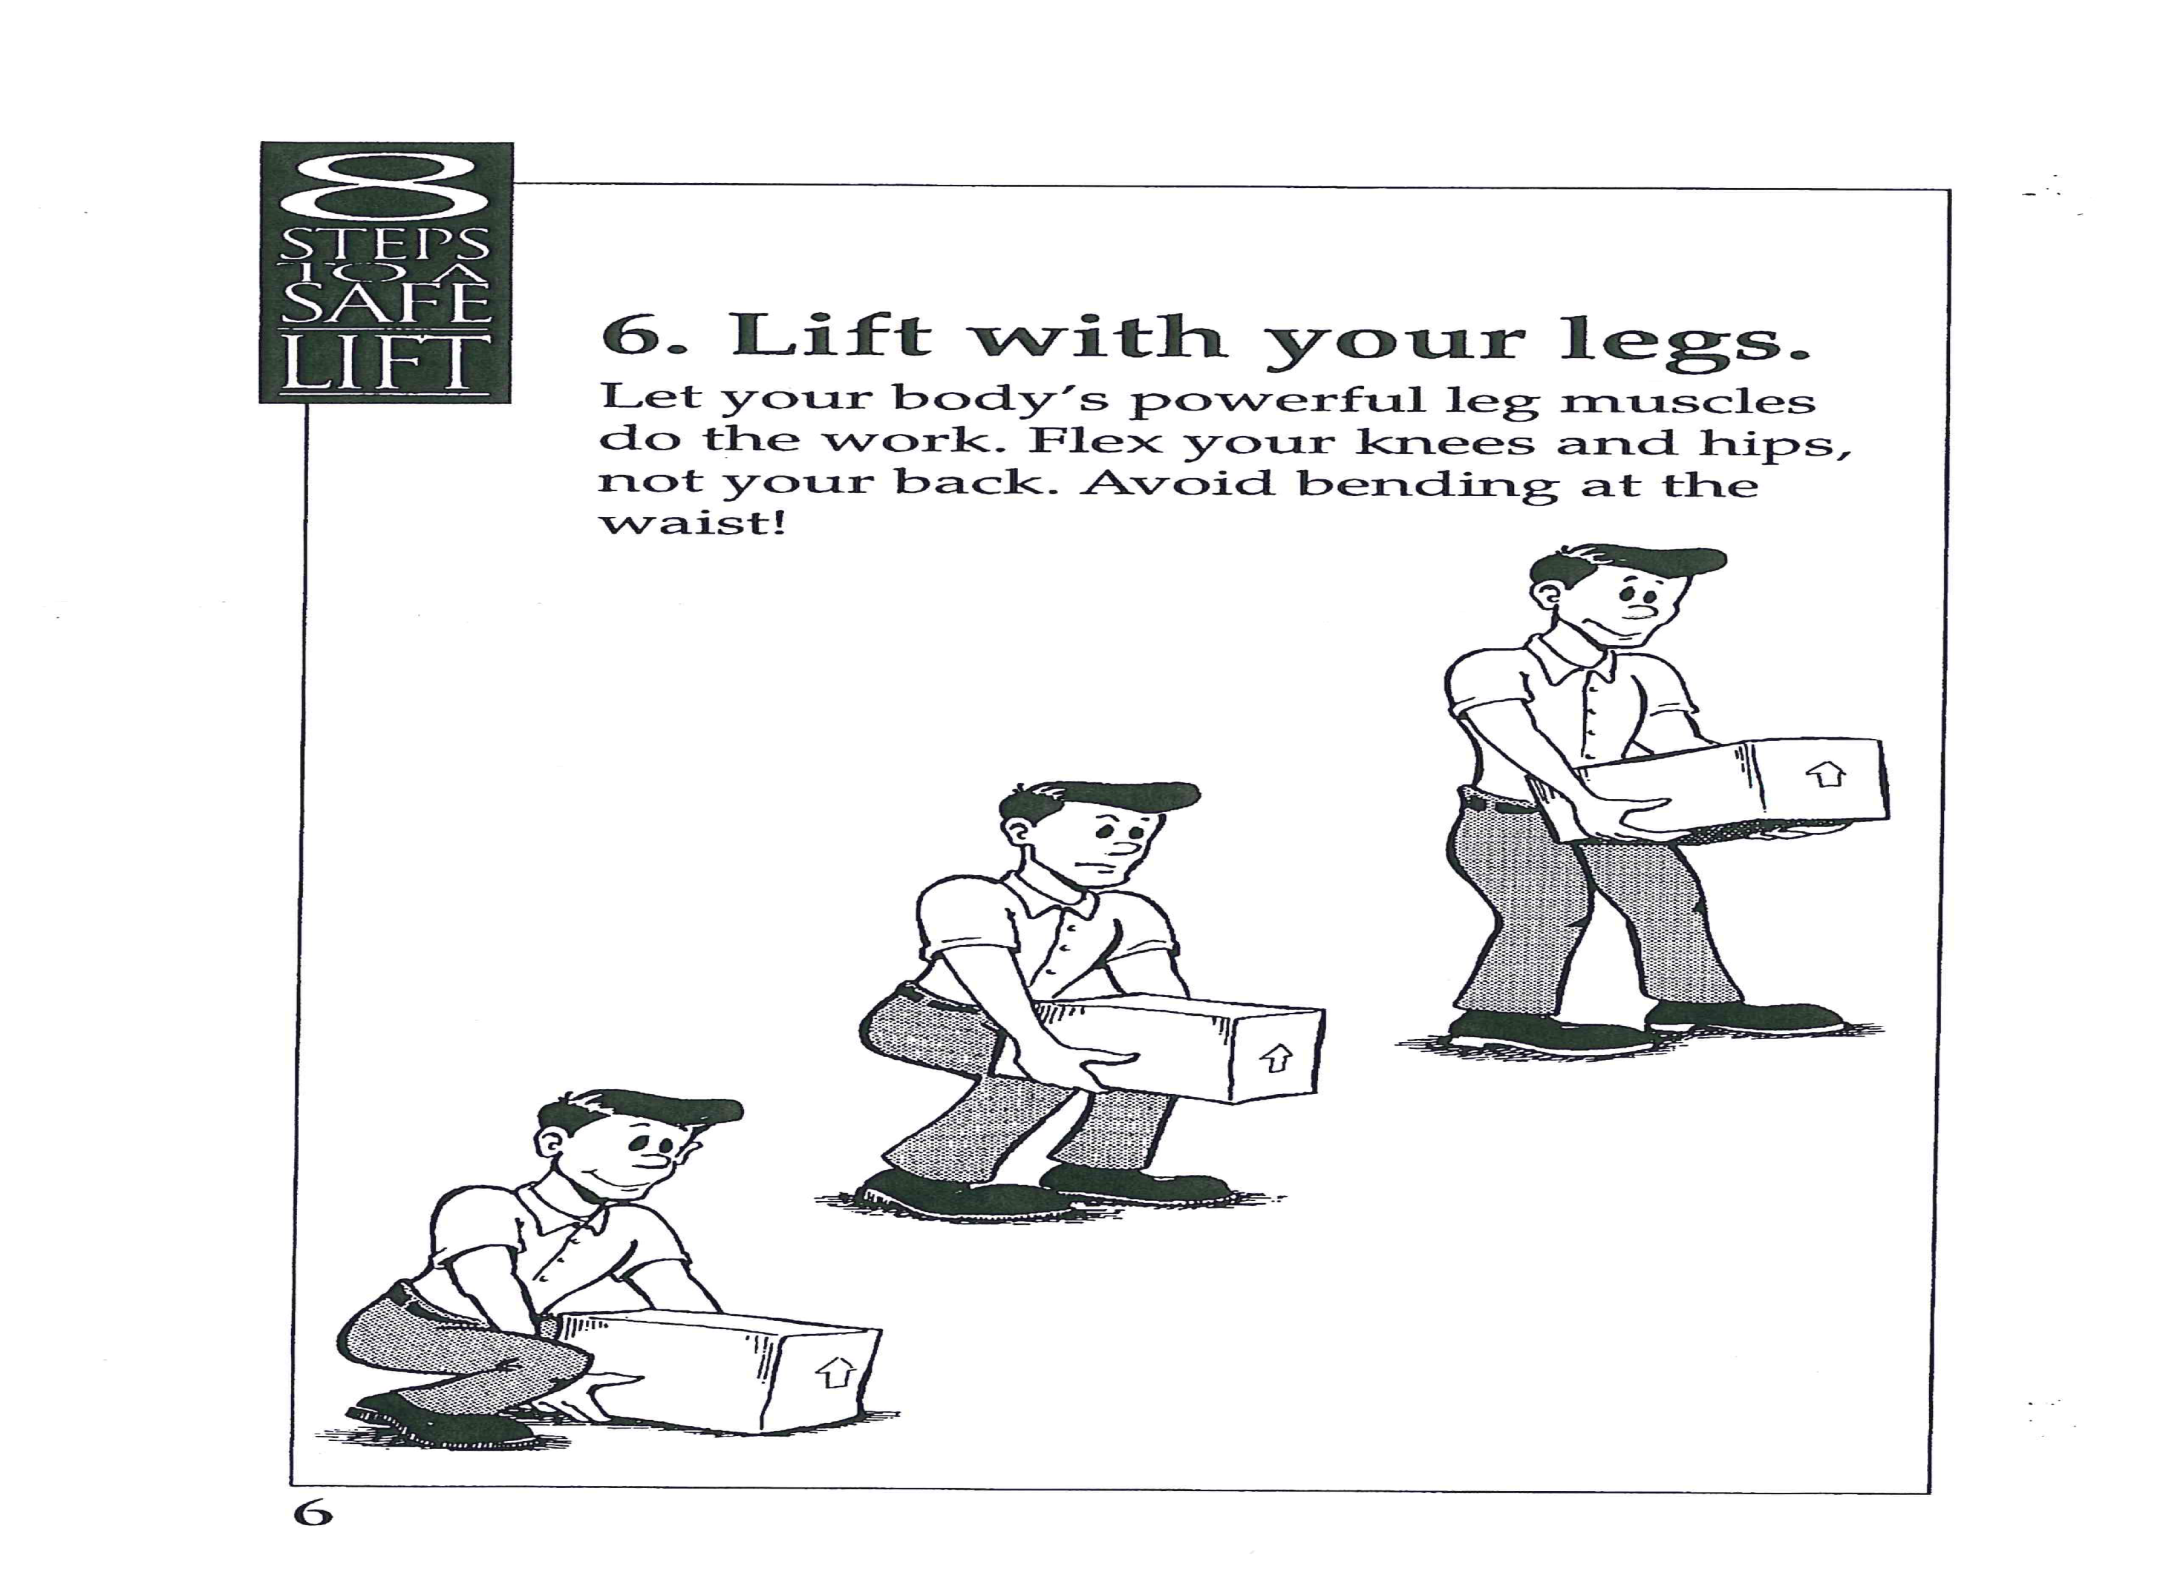 8
STEPS
TO A
SAFE
LIFT
6. Lift with your legs.
Let your body's powerful leg muscles
do the work. Flex your knees and hips,
not your back. Avoid bending at the
waist!
6